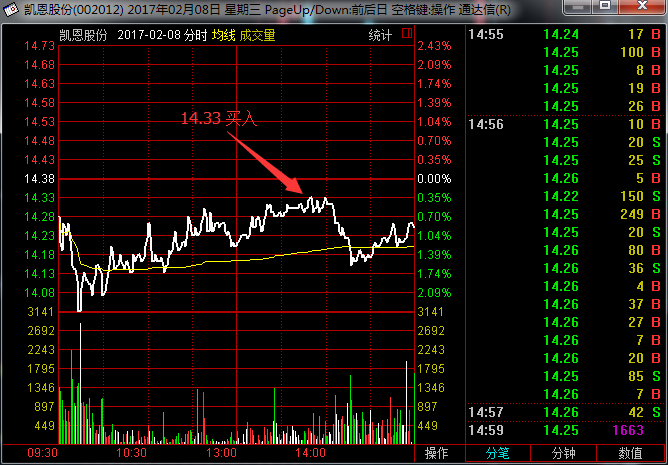 凯恩股份(002012) 2017年02月08日 星期三 PageUp/Down:前后日 空格键:操作 通达信(R)
凯恩股份 2017-02-08 分时 均线 成交量 统计
14.73 2.43%
14.68 2.09%
14.63 1.74%
14.58 1.39%
14.53 1.04%
14.48 0.70%
14.43 0.35%
14.38 0.00%
14.33 0.35%
14.28 0.70%
14.23 1.04%
14.18 1.39%
14.13 1.74%
14.08 2.09%
3141 3141
2692 2692
2243 2243
1795 1795
1346 1346
897 897
449 449
09:30 10:30 13:00 14:00 操作
14.33 买入
14:55 14.24 17 B
14.25 100 B
14.25 8 B
14.25 19 B
14.25 26 B
14:56 14.25 10 B
14.25 20 S
14.25 25 S
14.26 5 B
14.22 150 S
14.25 249 B
14.25 20 S
14.26 80 B
14.26 36 S
14.26 4 B
14.26 37 B
14.26 27 B
14.26 7 B
14.26 20 B
14.25 85 S
14.26 7 B
14:57 14.26 42 S
14:59 14.25 1663
分笔 分钟 数值